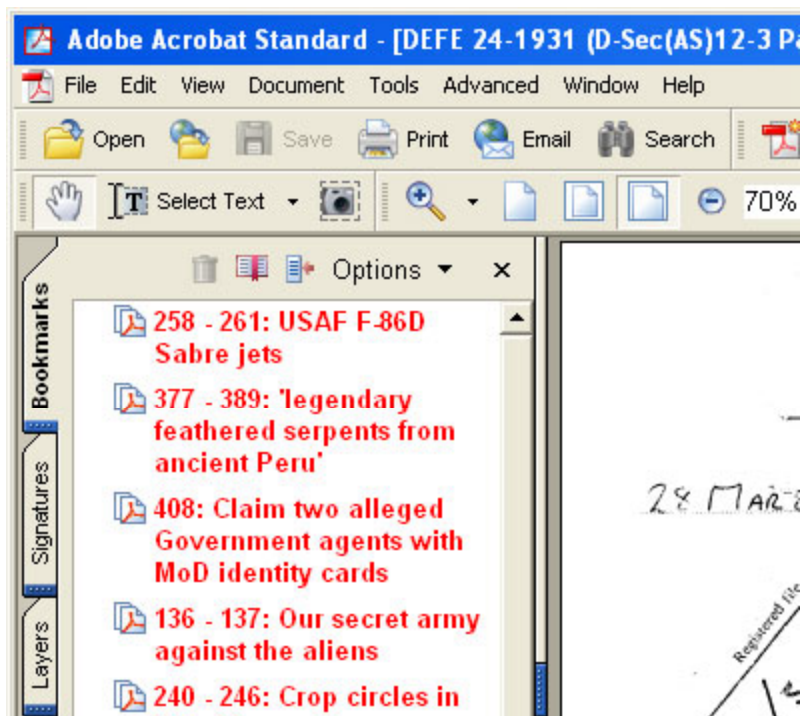 Adobe Acrobat Standard - [DEFE 24-1931 (D-Sec(AS)12-3 Pa
File Edit View Document Tools Advanced Window Help
Open Save Print Email Search
Select Text 70%
Options
Bookmarks
258 - 261: USAF F-86D
Sabre jets
377 - 389: 'legendary
feathered serpents from
ancient Peru'
408: Claim two alleged
Government agents with
MoD identity cards
136 - 137: Our secret army
against the aliens
240 - 246: Crop circles in
Signatures
Layers
28
Registered file